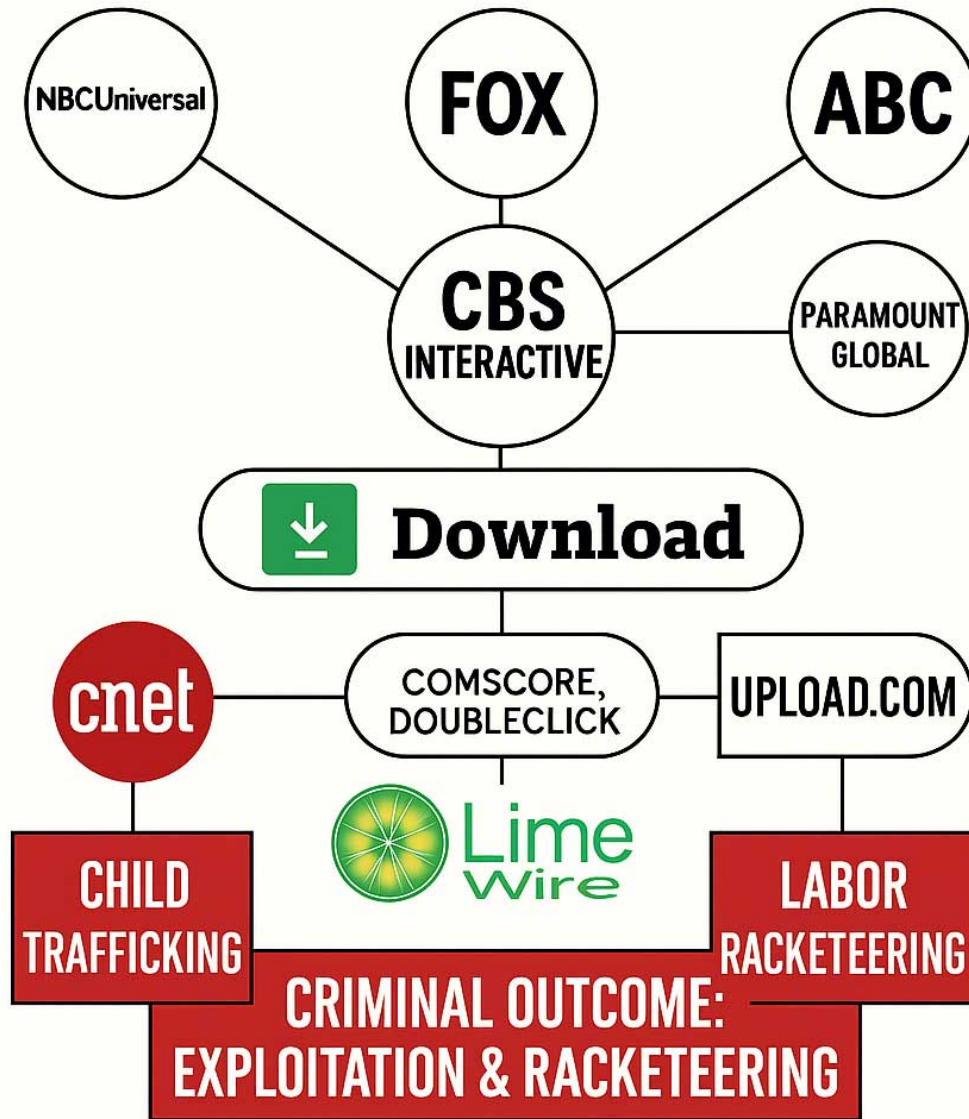 NBCUniversal
FOX
ABC
CBS
INTERACTIVE
PARAMOUNT
GLOBAL
Download
cnet
COMSCORE,
DOUBLECLICK
UPLOAD.COM
Lime
Wire
CHILD
TRAFFICKING
LABOR
RACKETEERING
CRIMINAL OUTCOME:
EXPLOITATION & RACKETEERING